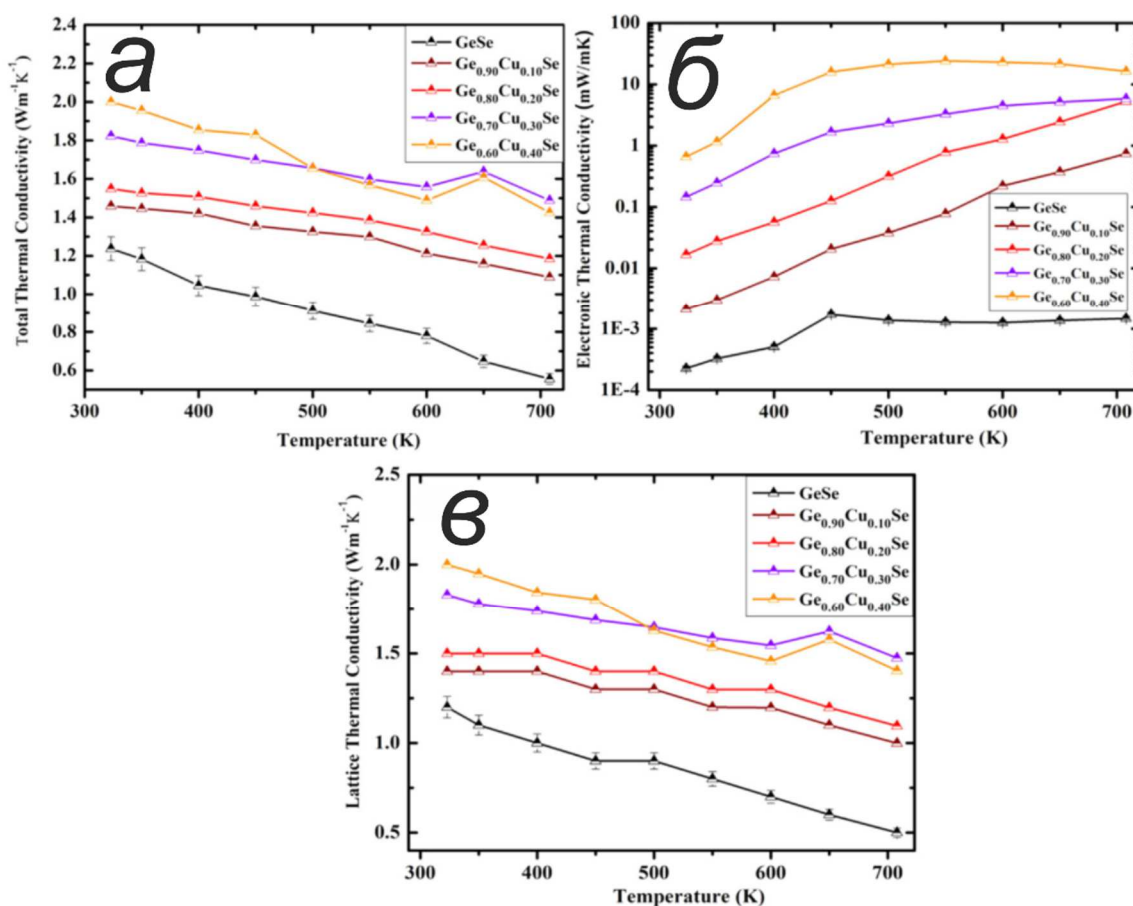 а
Total Thermal Conductivity (Wm⁻¹K⁻¹)
2.4
2.2
2.0
1.8
1.6
1.4
1.2
1.0
0.8
0.6
300 400 500 600 700
Temperature (K)
GeSe
Ge₀.₉₀Cu₀.₁₀Se
Ge₀.₈₀Cu₀.₂₀Se
Ge₀.₇₀Cu₀.₃₀Se
Ge₀.₆₀Cu₀.₄₀Se
б
Electronic Thermal Conductivity (mW/mK)
100
10
1
0.1
0.01
1E-3
1E-4
300 400 500 600 700
Temperature (K)
GeSe
Ge₀.₉₀Cu₀.₁₀Se
Ge₀.₈₀Cu₀.₂₀Se
Ge₀.₇₀Cu₀.₃₀Se
Ge₀.₆₀Cu₀.₄₀Se
в
Lattice Thermal Conductivity (Wm⁻¹K⁻¹)
2.5
2.0
1.5
1.0
0.5
300 400 500 600 700
Temperature (K)
GeSe
Ge₀.₉₀Cu₀.₁₀Se
Ge₀.₈₀Cu₀.₂₀Se
Ge₀.₇₀Cu₀.₃₀Se
Ge₀.₆₀Cu₀.₄₀Se